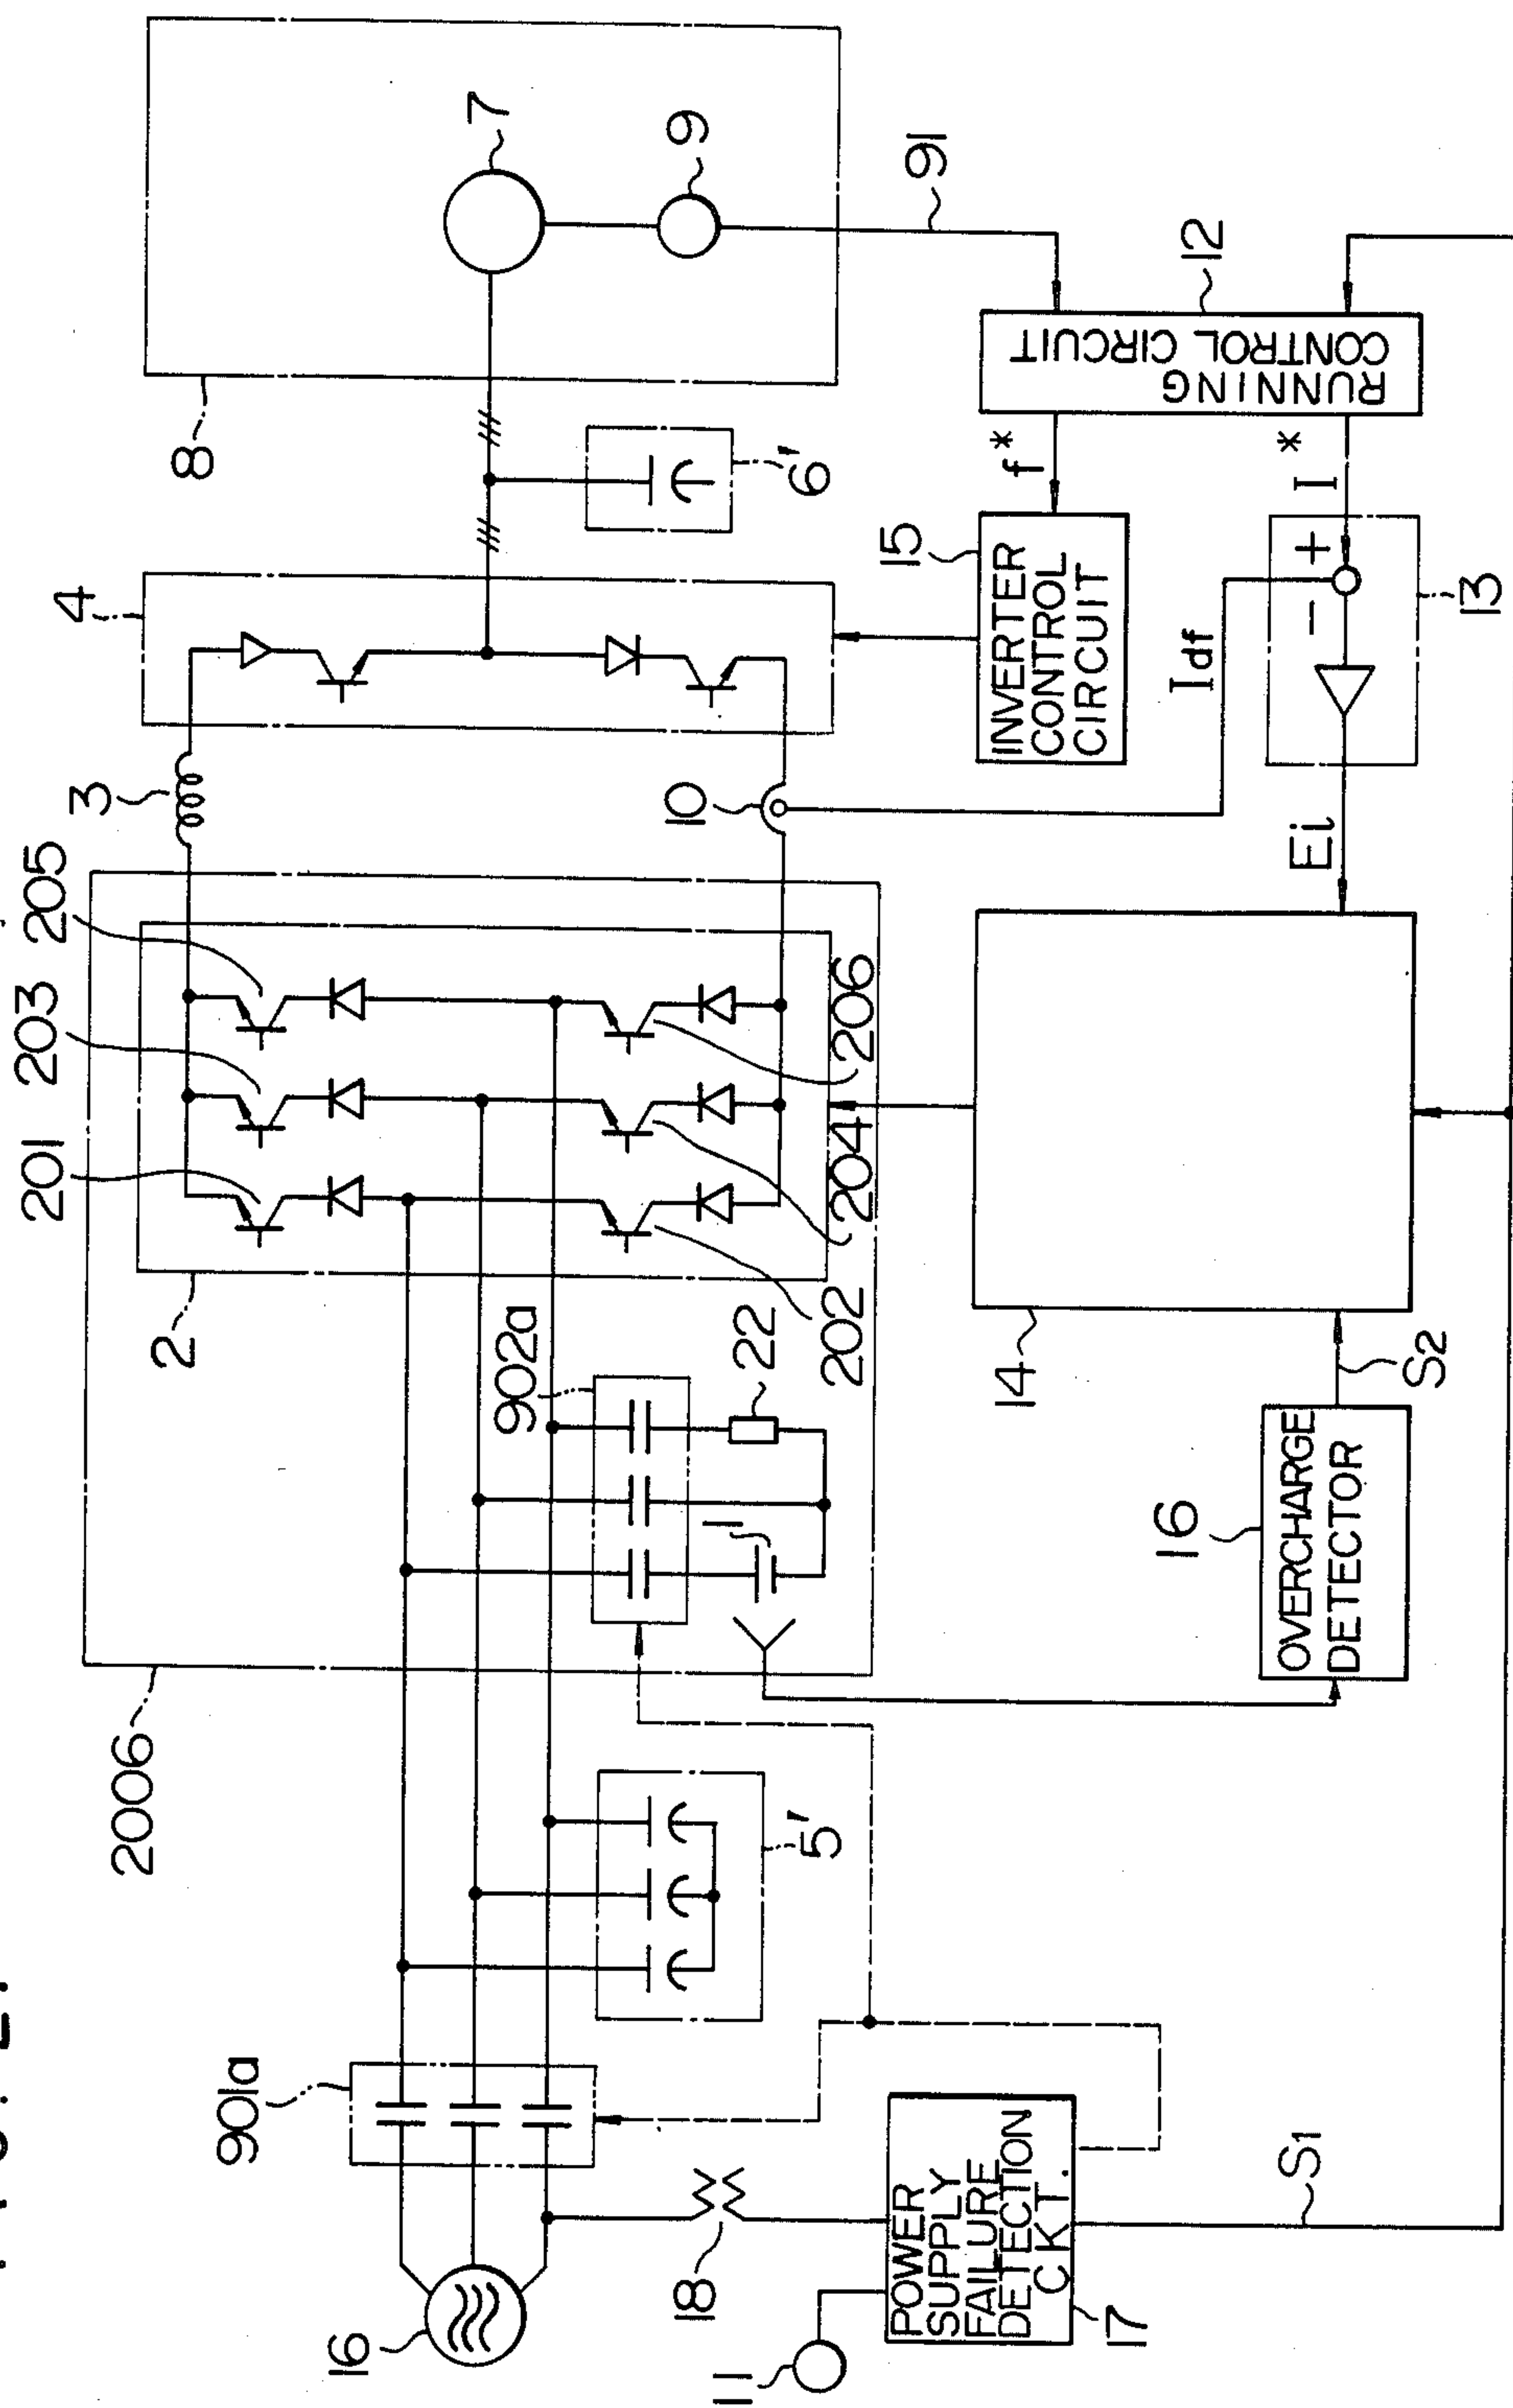 201
203
205
3
4
2006
2
8
901a
16
902a
7
18
1
22
10
9
6'
11
5'
202
204
206
POWER
SUPPLY
FAILURE
DETECTION
CKT.
17
14
15
INVERTER
CONTROL
CIRCUIT
91
f*
RUNNING
CONTROL CIRCUIT
12
16
OVERCHARGE
DETECTOR
Idf
S1
S2
Ei
−
+
I*
13